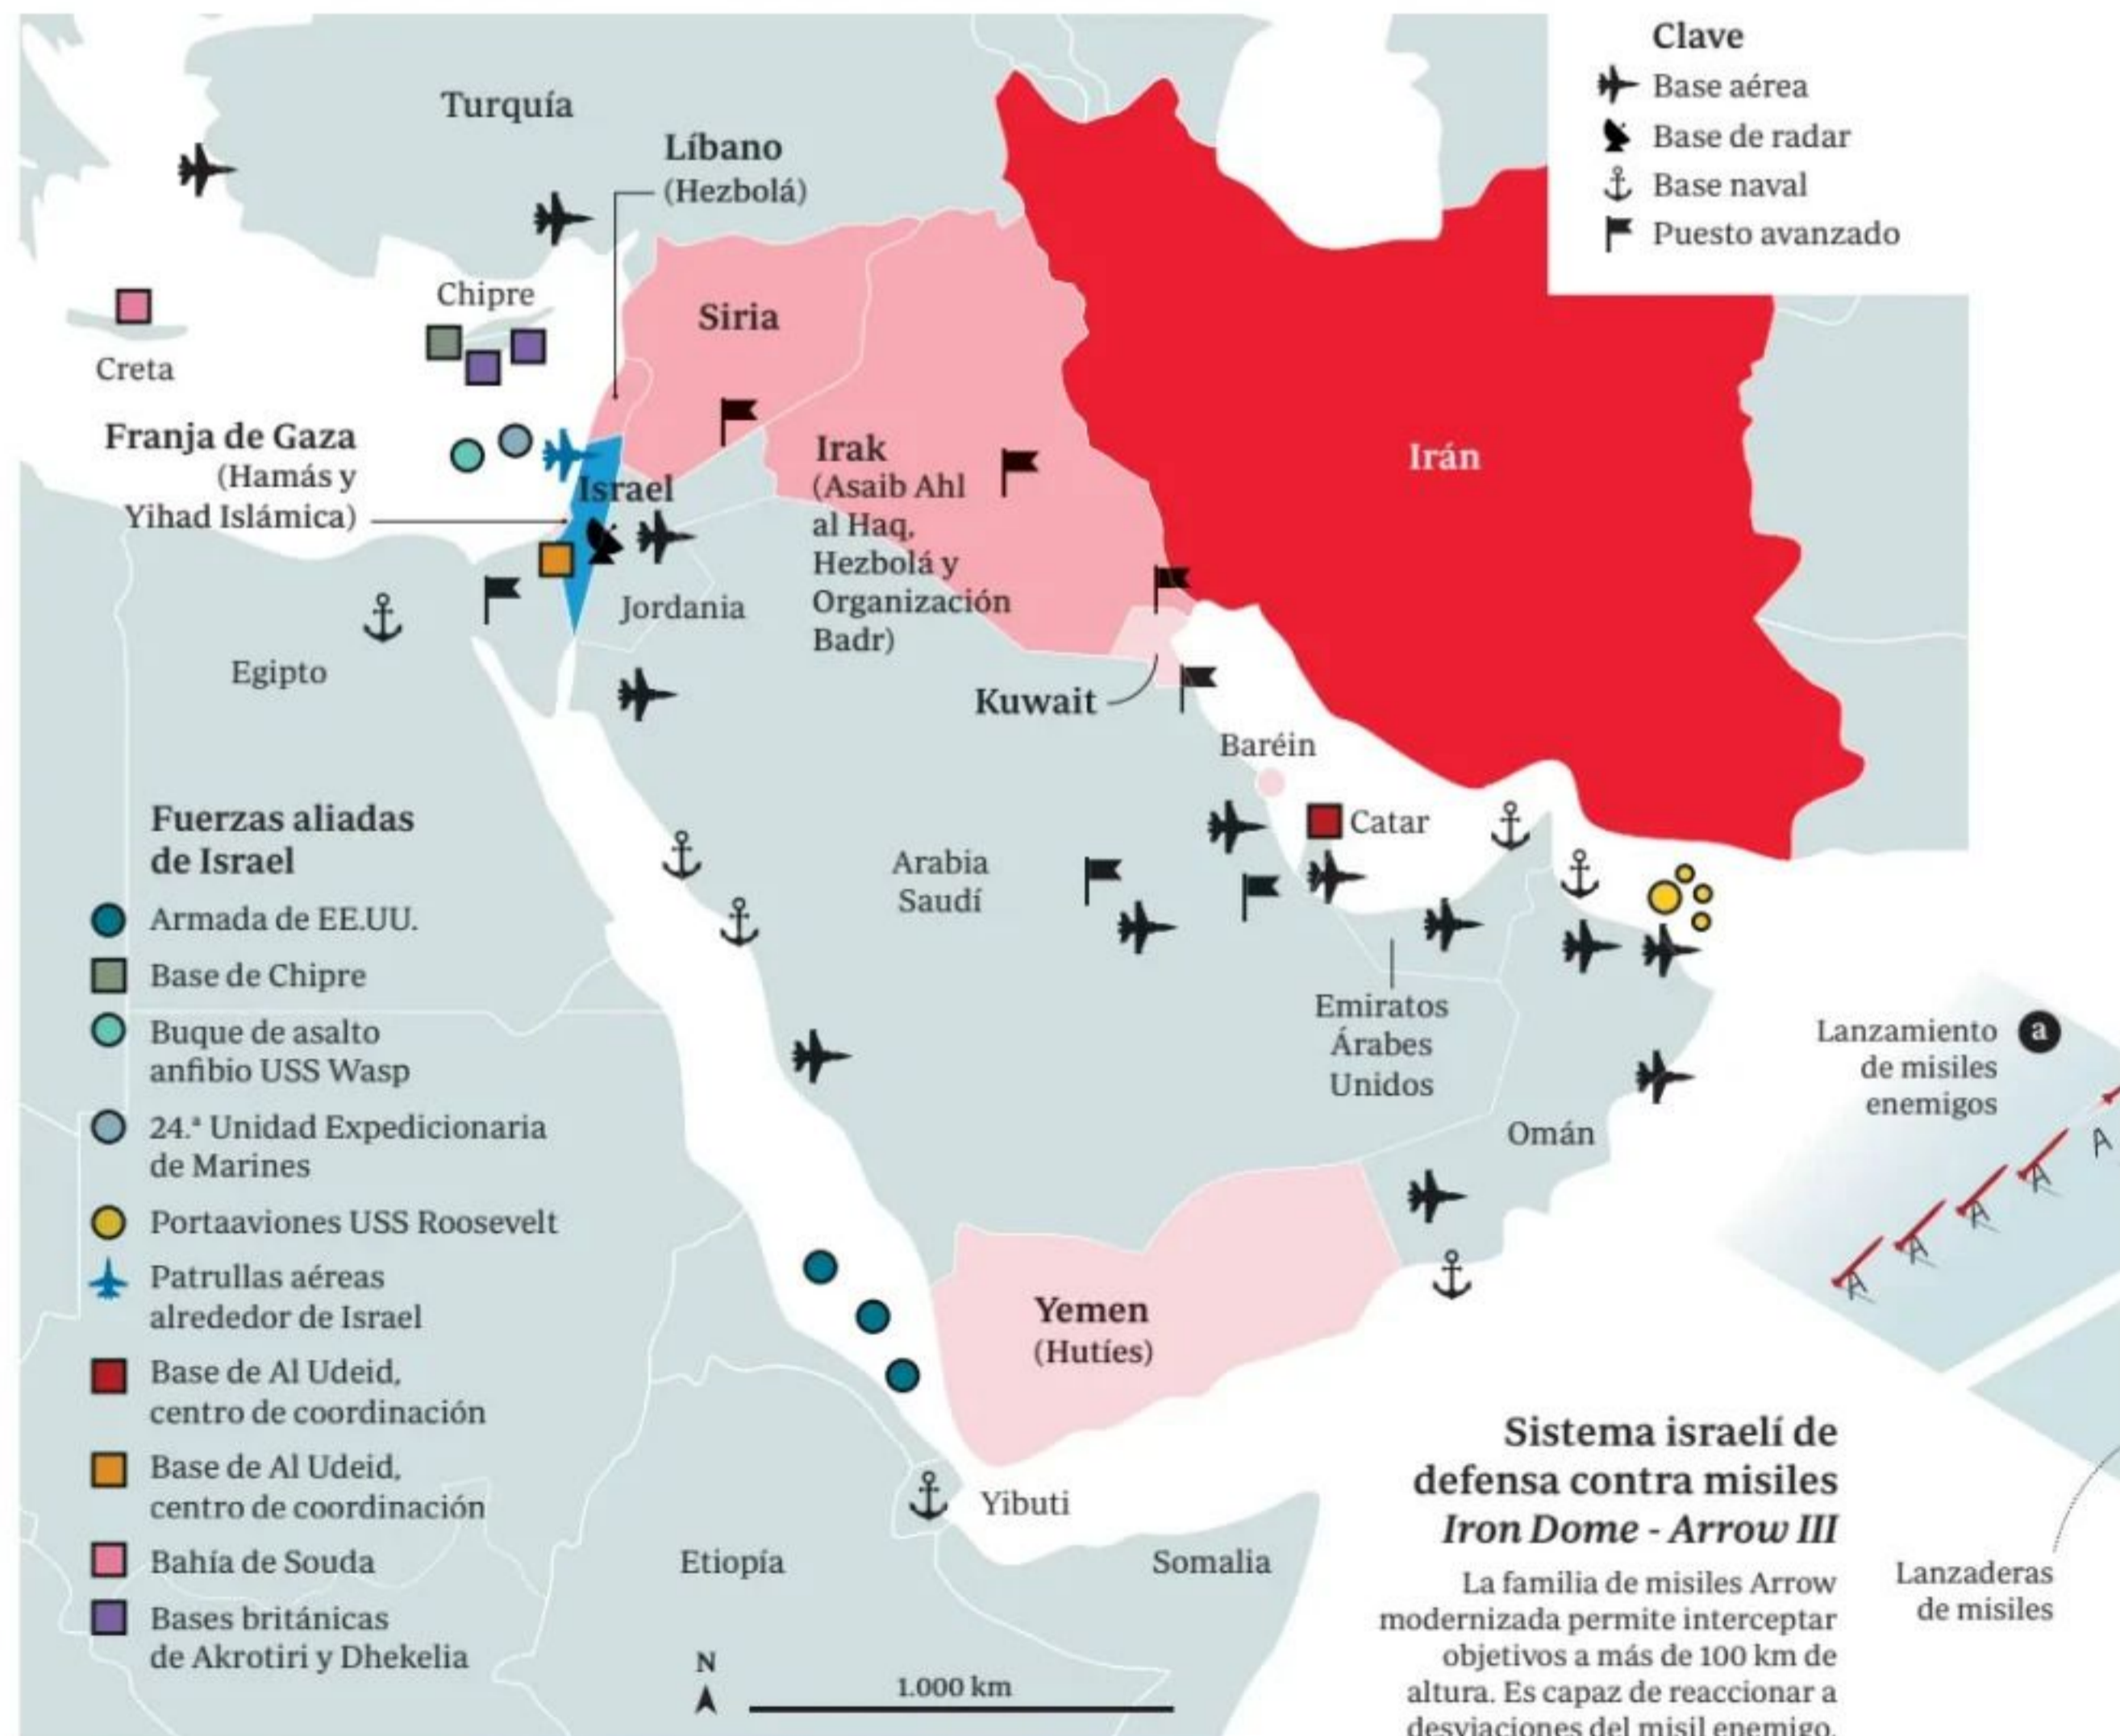 Clave
Base aérea
Base de radar
Base naval
Puesto avanzado
Turquía
Líbano
(Hezbolá)
Chipre
Siria
Creta
Franja de Gaza
(Hamás y
Yihad Islámica)
Irak
(Asaib Ahl
al Haq,
Hezbolá y
Organización
Badr)
Irán
Israel
Jordania
Egipto
Kuwait
Baréin
Catar
Arabia
Saudí
Emiratos
Árabes
Unidos
Omán
Yemen
(Hutíes)
Yibuti
Etiopía
Somalia
N
1.000 km
Fuerzas aliadas
de Israel
Armada de EE.UU.
Base de Chipre
Buque de asalto
anfibio USS Wasp
24.ª Unidad Expedicionaria
de Marines
Portaaviones USS Roosevelt
Patrullas aéreas
alrededor de Israel
Base de Al Udeid,
centro de coordinación
Base de Al Udeid,
centro de coordinación
Bahía de Souda
Bases británicas
de Akrotiri y Dhekelia
Lanzamiento
de misiles
enemigos
a
Sistema israelí de
defensa contra misiles
Iron Dome - Arrow III
La familia de misiles Arrow
modernizada permite interceptar
objetivos a más de 100 km de
altura. Es capaz de reaccionar a
desviaciones del misil enemigo.
Lanzaderas
de misiles